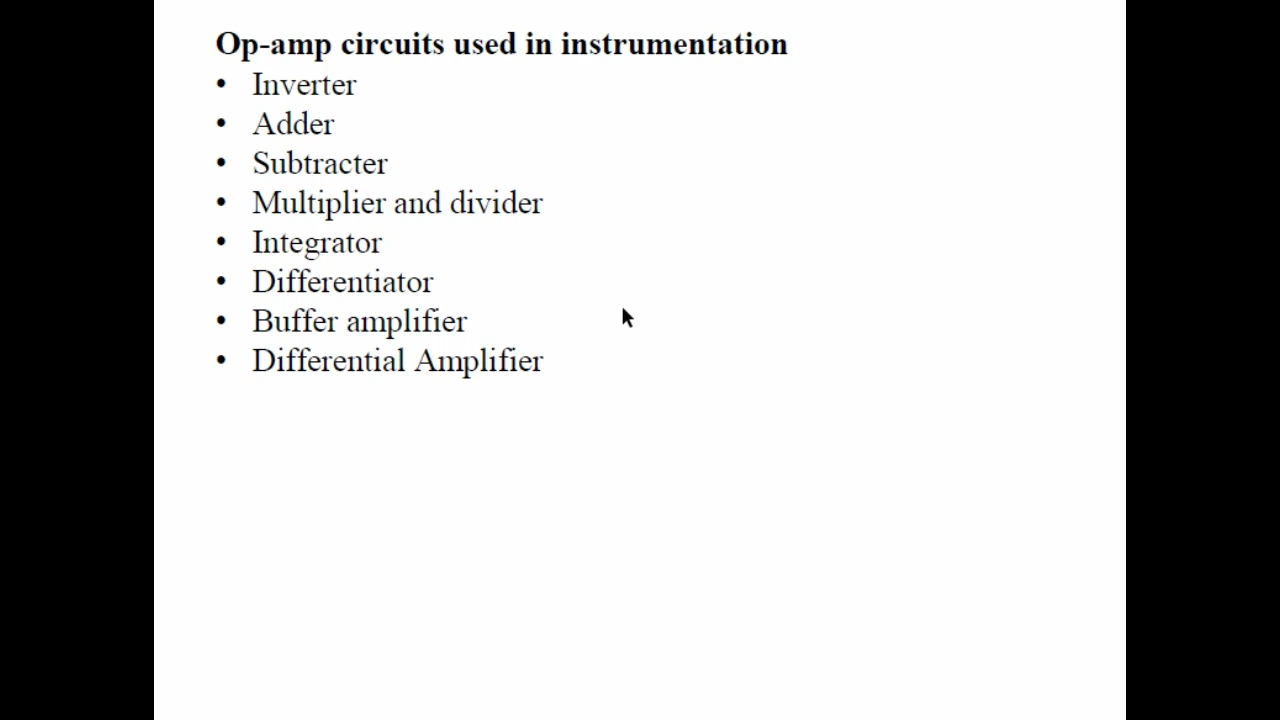 Op-amp circuits used in instrumentation
• Inverter
• Adder
• Subtracter
• Multiplier and divider
• Integrator
• Differentiator
• Buffer amplifier
• Differential Amplifier